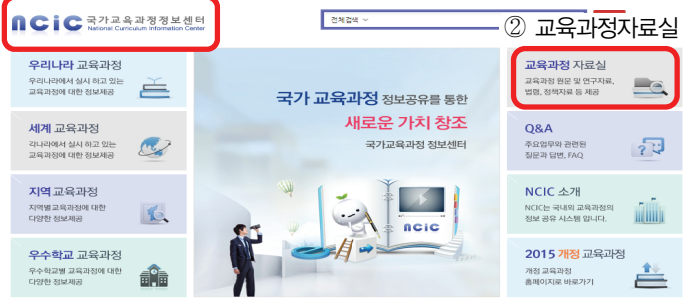 ncic 국가교육과정정보센터
National Curriculum Information Center
전체검색
② 교육과정자료실
우리나라 교육과정
우리나라에서 실시 하고 있는
교육과정에 대한 정보제공
세계 교육과정
각나라에서 실시 하고 있는
교육과정에 대한 정보제공
지역 교육과정
지역별교육과정에 대한
다양한 정보제공
우수학교 교육과정
우수학교별 교육과정에 대한
다양한 정보제공
국가 교육과정 정보공유를 통한
새로운 가치 창조
국가교육과정 정보센터
ncic
교육과정 자료실
교육과정 원문 및 연구자료,
법령, 정책자료 등 제공
Q&A
주요업무와 관련된
질문과 답변, FAQ
NCIC 소개
NCIC는 국내외 교육과정의
정보 공유 시스템 입니다.
2015 개정 교육과정
개정 교육과정
홈페이지로 바로가기